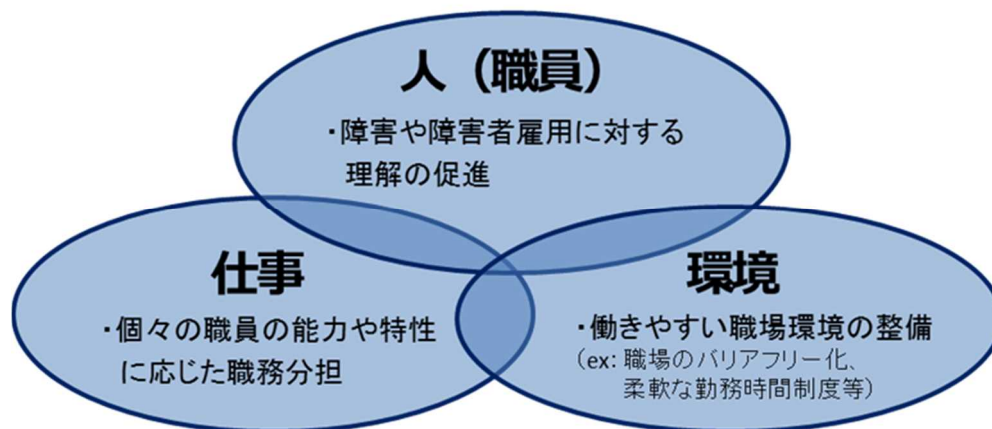 人（職員）
・障害や障害者雇用に対する
理解の促進
仕事
・個々の職員の能力や特性
に応じた職務分担
環境
・働きやすい職場環境の整備
（ex: 職場のバリアフリー化、
柔軟な勤務時間制度等）